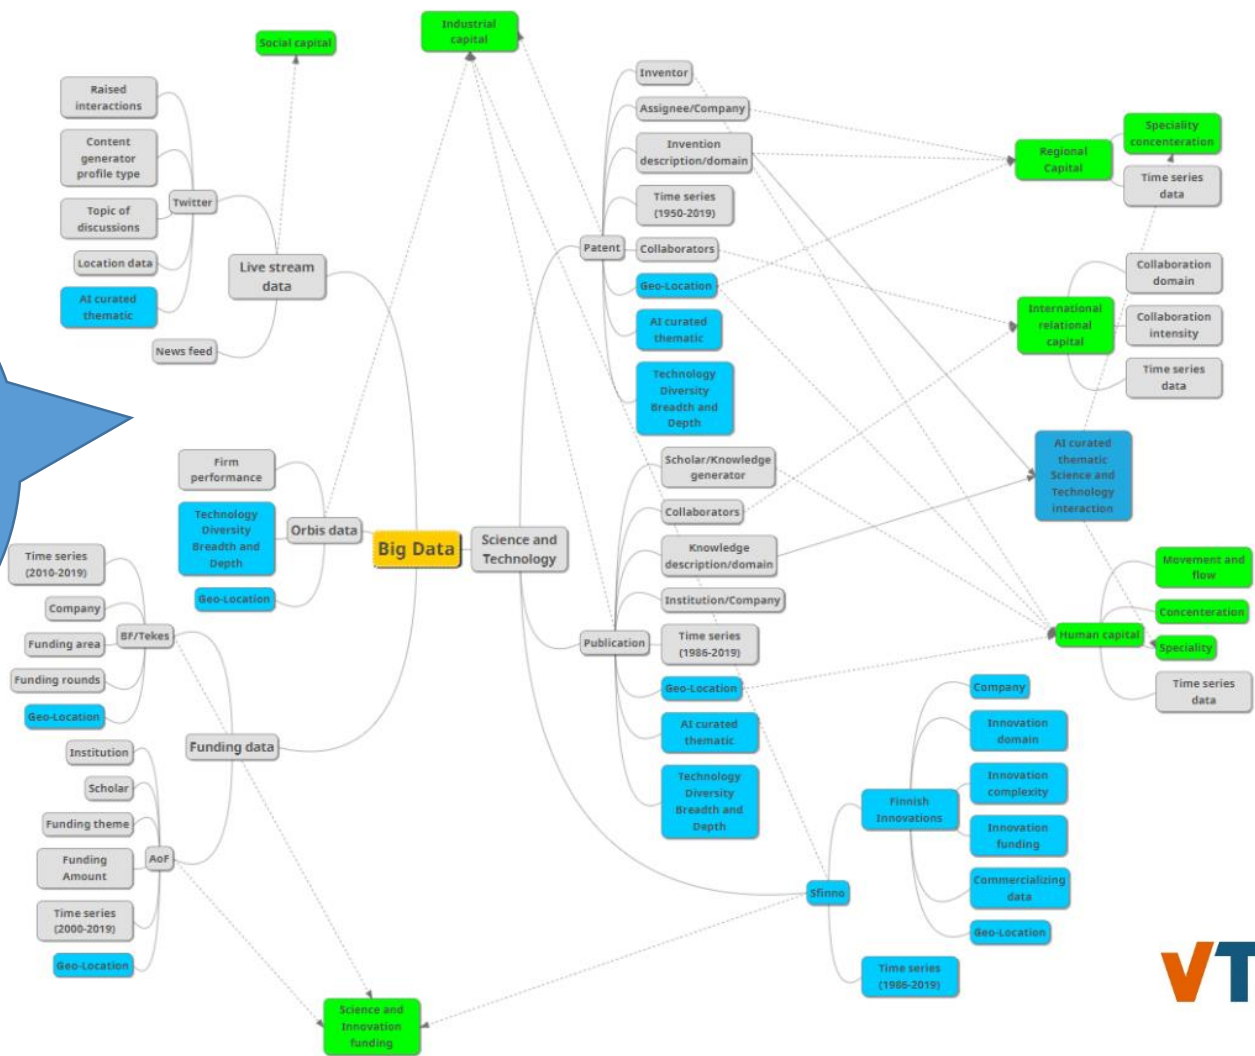 Industrial
capital
Social capital
Raised
interactions
Content
generator
profile type
Twitter
Topic of
discussions
Location data
AI curated
thematic
Live stream
data
News feed
Inventor
Assignee/Company
Invention
description/domain
Time series
(1950-2019)
Patent
Collaborators
Geo-Location
AI curated
thematic
Technology
Diversity
Breadth and
Depth
Regional
Capital
Speciality
concenteration
Time series
data
International
relational
capital
Collaboration
domain
Collaboration
intensity
Time series
data
AI curated
thematic
Science and
Technology
interaction
Firm
performance
Technology
Diversity
Breadth and
Depth
Orbis data
Geo-Location
Big Data
Science and
Technology
Scholar/Knowledge
generator
Collaborators
Knowledge
description/domain
Institution/Company
Publication
Time series
(1986-2019)
Geo-Location
AI curated
thematic
Technology
Diversity
Breadth and
Depth
Human capital
Movement and
flow
Concenteration
Speciality
Time series
data
Time series
(2010-2019)
Company
BF/Tekes
Funding area
Funding rounds
Geo-Location
Funding data
Institution
Scholar
Funding theme
AoF
Funding
Amount
Time series
(2000-2019)
Geo-Location
Science and
Innovation
funding
Sfinno
Finnish
Innovations
Company
Innovation
domain
Innovation
complexity
Innovation
funding
Commercializing
data
Geo-Location
Time series
(1986-2019)
VT